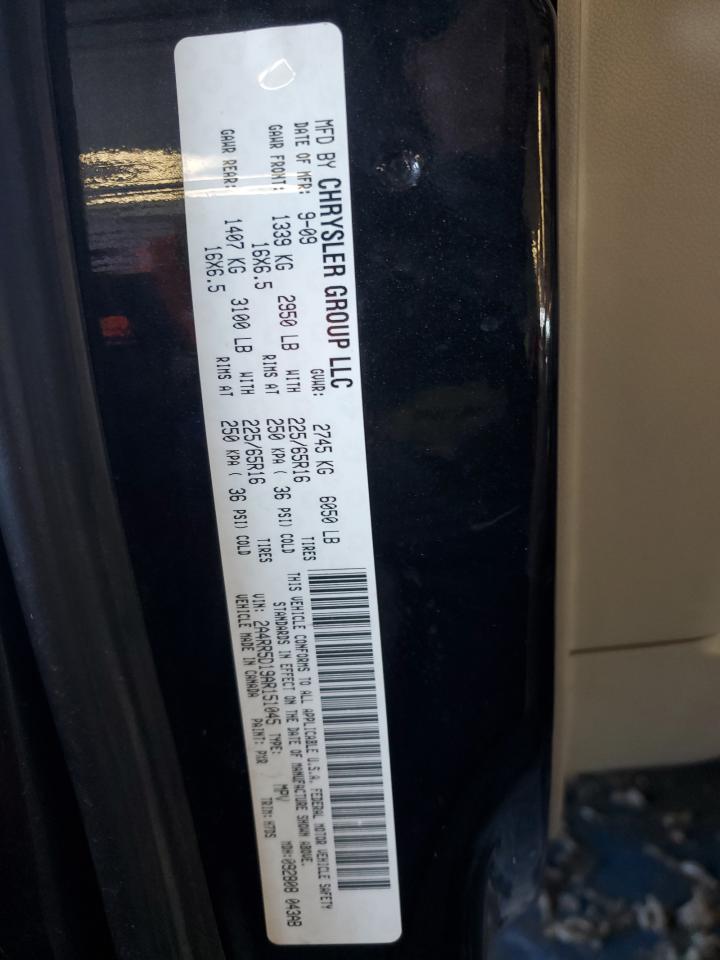 MFD BY CHRYSLER GROUP LLC
DATE OF MFR: 9-09 GVWR: 2745 KG 6050 LB
GAWR FRONT: 1339 KG 2950 LB WITH 225/65R16 TIRES
16X6.5 RIMS AT 250 KPA ( 36 PSI) COLD
GAWR REAR: 1407 KG 3100 LB WITH 225/65R16 TIRES
16X6.5 RIMS AT 250 KPA ( 36 PSI) COLD
THIS VEHICLE CONFORMS TO ALL APPLICABLE U.S.A. FEDERAL MOTOR VEHICLE SAFETY
STANDARDS IN EFFECT ON THE DATE OF MANUFACTURE SHOWN ABOVE.
VIN: 2A4RR5D19AR151045 TYPE: MPV MDH:092808 043AB
VEHICLE MADE IN CANADA PAINT: PXR TRIM: